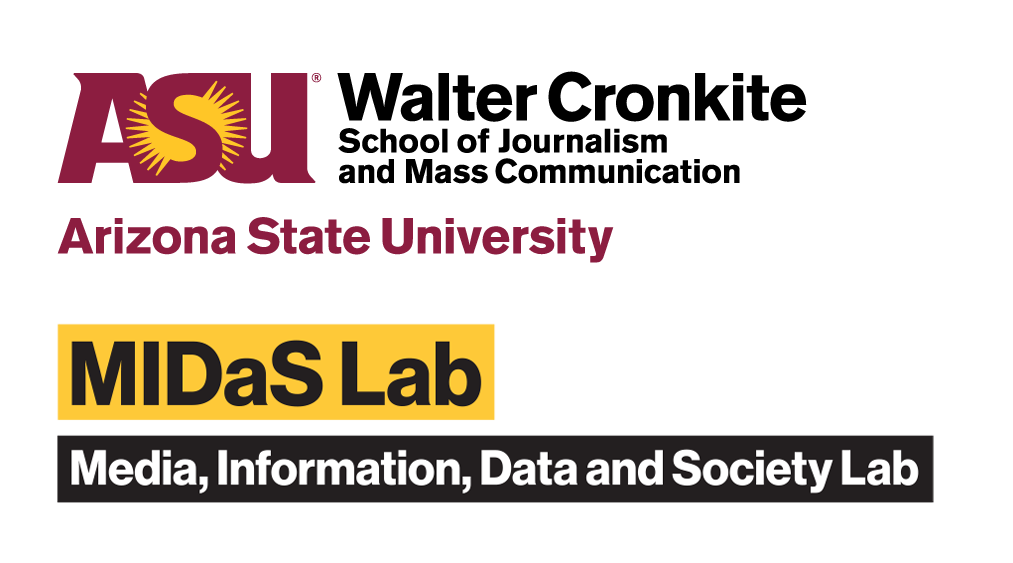 ASU® Walter Cronkite
School of Journalism
and Mass Communication
Arizona State University
MIDaS Lab
Media, Information, Data and Society Lab